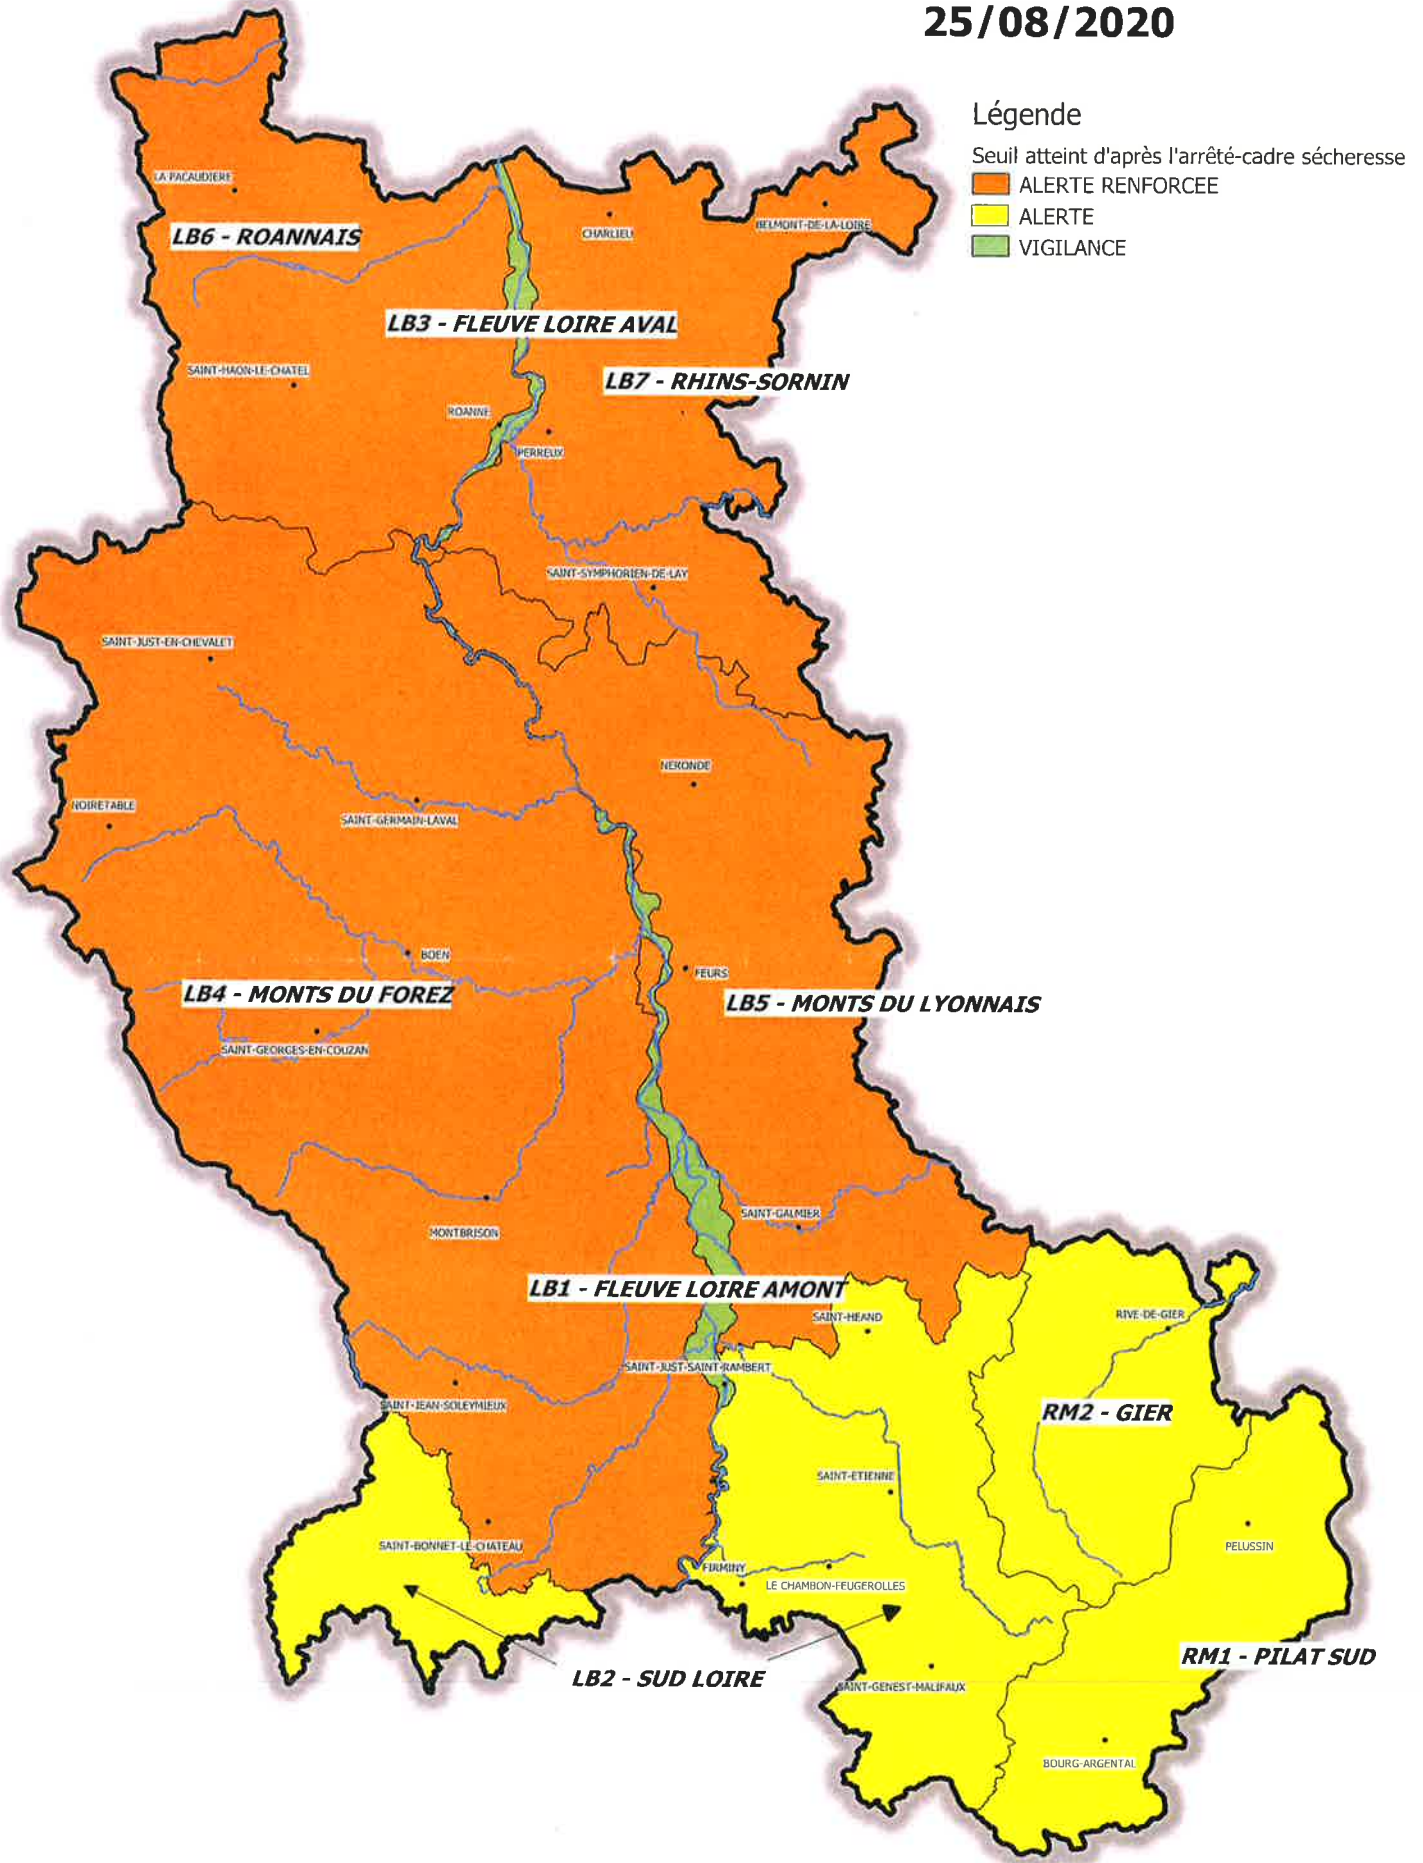 25/08/2020
Légende
Seuil atteint d'après l'arrêté-cadre sécheresse
ALERTE RENFORCEE
ALERTE
VIGILANCE
LA PACAUDIERE
CHARLIEU
BELMONT-DE-LA-LOIRE
LB6 - ROANNAIS
LB3 - FLEUVE LOIRE AVAL
SAINT-HAON-LE-CHATEL
LB7 - RHINS-SORNIN
ROANNE
PERREUX
SAINT-SYMPHORIEN-DE-LAY
SAINT-JUST-EN-CHEVALET
NERONDE
NOIRETABLE
SAINT-GERMAIN-LAVAL
BOEN
FEURS
LB4 - MONTS DU FOREZ
LB5 - MONTS DU LYONNAIS
SAINT-GEORGES-EN-COUZAN
SAINT-GALMIER
MONTBRISON
LB1 - FLEUVE LOIRE AMONT
SAINT-HEAND
RIVE-DE-GIER
SAINT-JUST-SAINT-RAMBERT
SAINT-JEAN-SOLEYMIEUX
RM2 - GIER
SAINT-ETIENNE
SAINT-BONNET-LE-CHATEAU
PELUSSIN
FIRMINY
LE CHAMBON-FEUGEROLLES
RM1 - PILAT SUD
LB2 - SUD LOIRE
SAINT-GENEST-MALIFAUX
BOURG-ARGENTAL